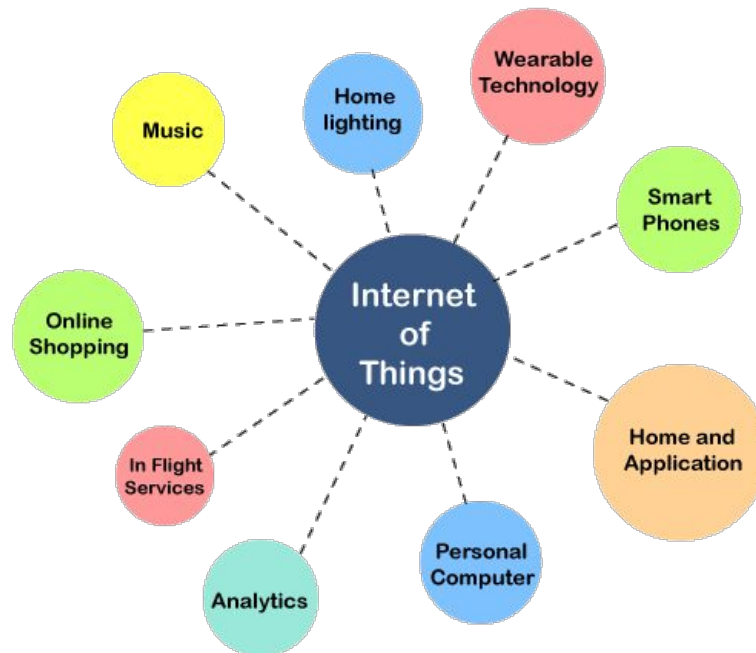 Wearable
Technology
Home
lighting
Music
Smart
Phones
Internet
of
Things
Online
Shopping
Home and
Application
In Flight
Services
Personal
Computer
Analytics